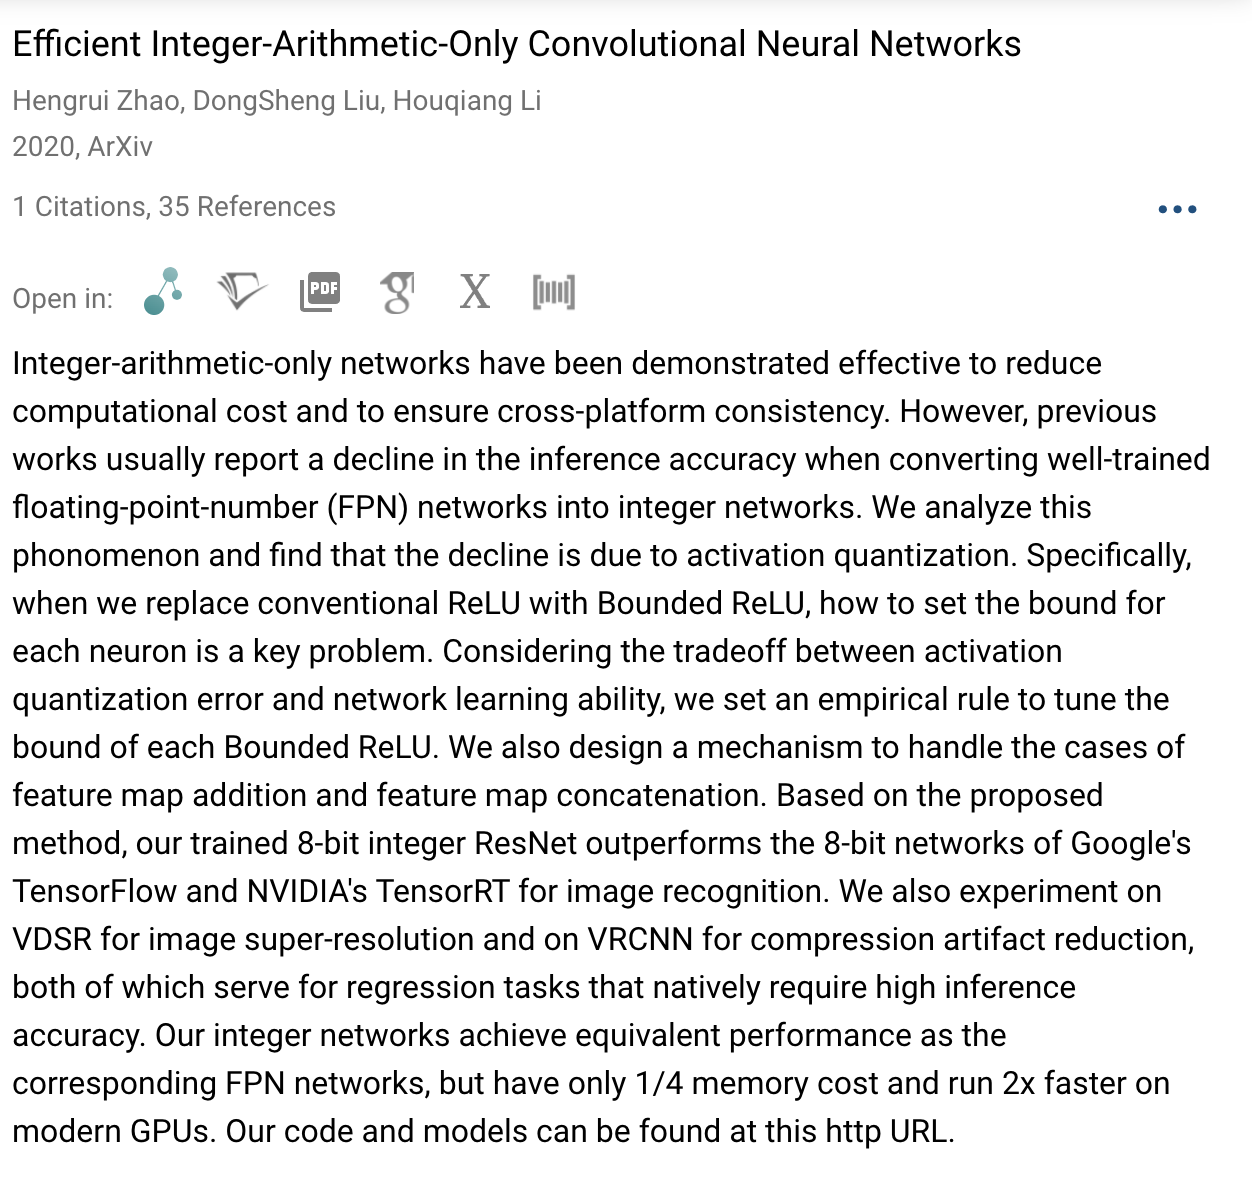 Efficient Integer-Arithmetic-Only Convolutional Neural Networks
Hengrui Zhao, DongSheng Liu, Houqiang Li
2020, ArXiv
1 Citations, 35 References
Open in:
PDF
g
X
Integer-arithmetic-only networks have been demonstrated effective to reduce
computational cost and to ensure cross-platform consistency. However, previous
works usually report a decline in the inference accuracy when converting well-trained
floating-point-number (FPN) networks into integer networks. We analyze this
phonomenon and find that the decline is due to activation quantization. Specifically,
when we replace conventional ReLU with Bounded ReLU, how to set the bound for
each neuron is a key problem. Considering the tradeoff between activation
quantization error and network learning ability, we set an empirical rule to tune the
bound of each Bounded ReLU. We also design a mechanism to handle the cases of
feature map addition and feature map concatenation. Based on the proposed
method, our trained 8-bit integer ResNet outperforms the 8-bit networks of Google's
TensorFlow and NVIDIA's TensorRT for image recognition. We also experiment on
VDSR for image super-resolution and on VRCNN for compression artifact reduction,
both of which serve for regression tasks that natively require high inference
accuracy. Our integer networks achieve equivalent performance as the
corresponding FPN networks, but have only 1/4 memory cost and run 2x faster on
modern GPUs. Our code and models can be found at this http URL.